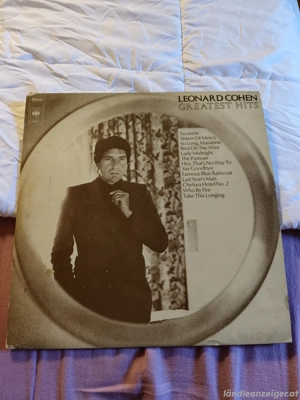 LEONARD COHEN
GREATEST HITS
Suzanne
Sisters Of Mercy
So Long, Marianne
Bird On The Wire
Lady Midnight
The Partisan
Hey, That's No Way To
Say Goodbye
Famous Blue Raincoat
Last Year's Man
Chelsea Hotel No. 2
Who By Fire
Take This Longing
ländleanzeiger.at